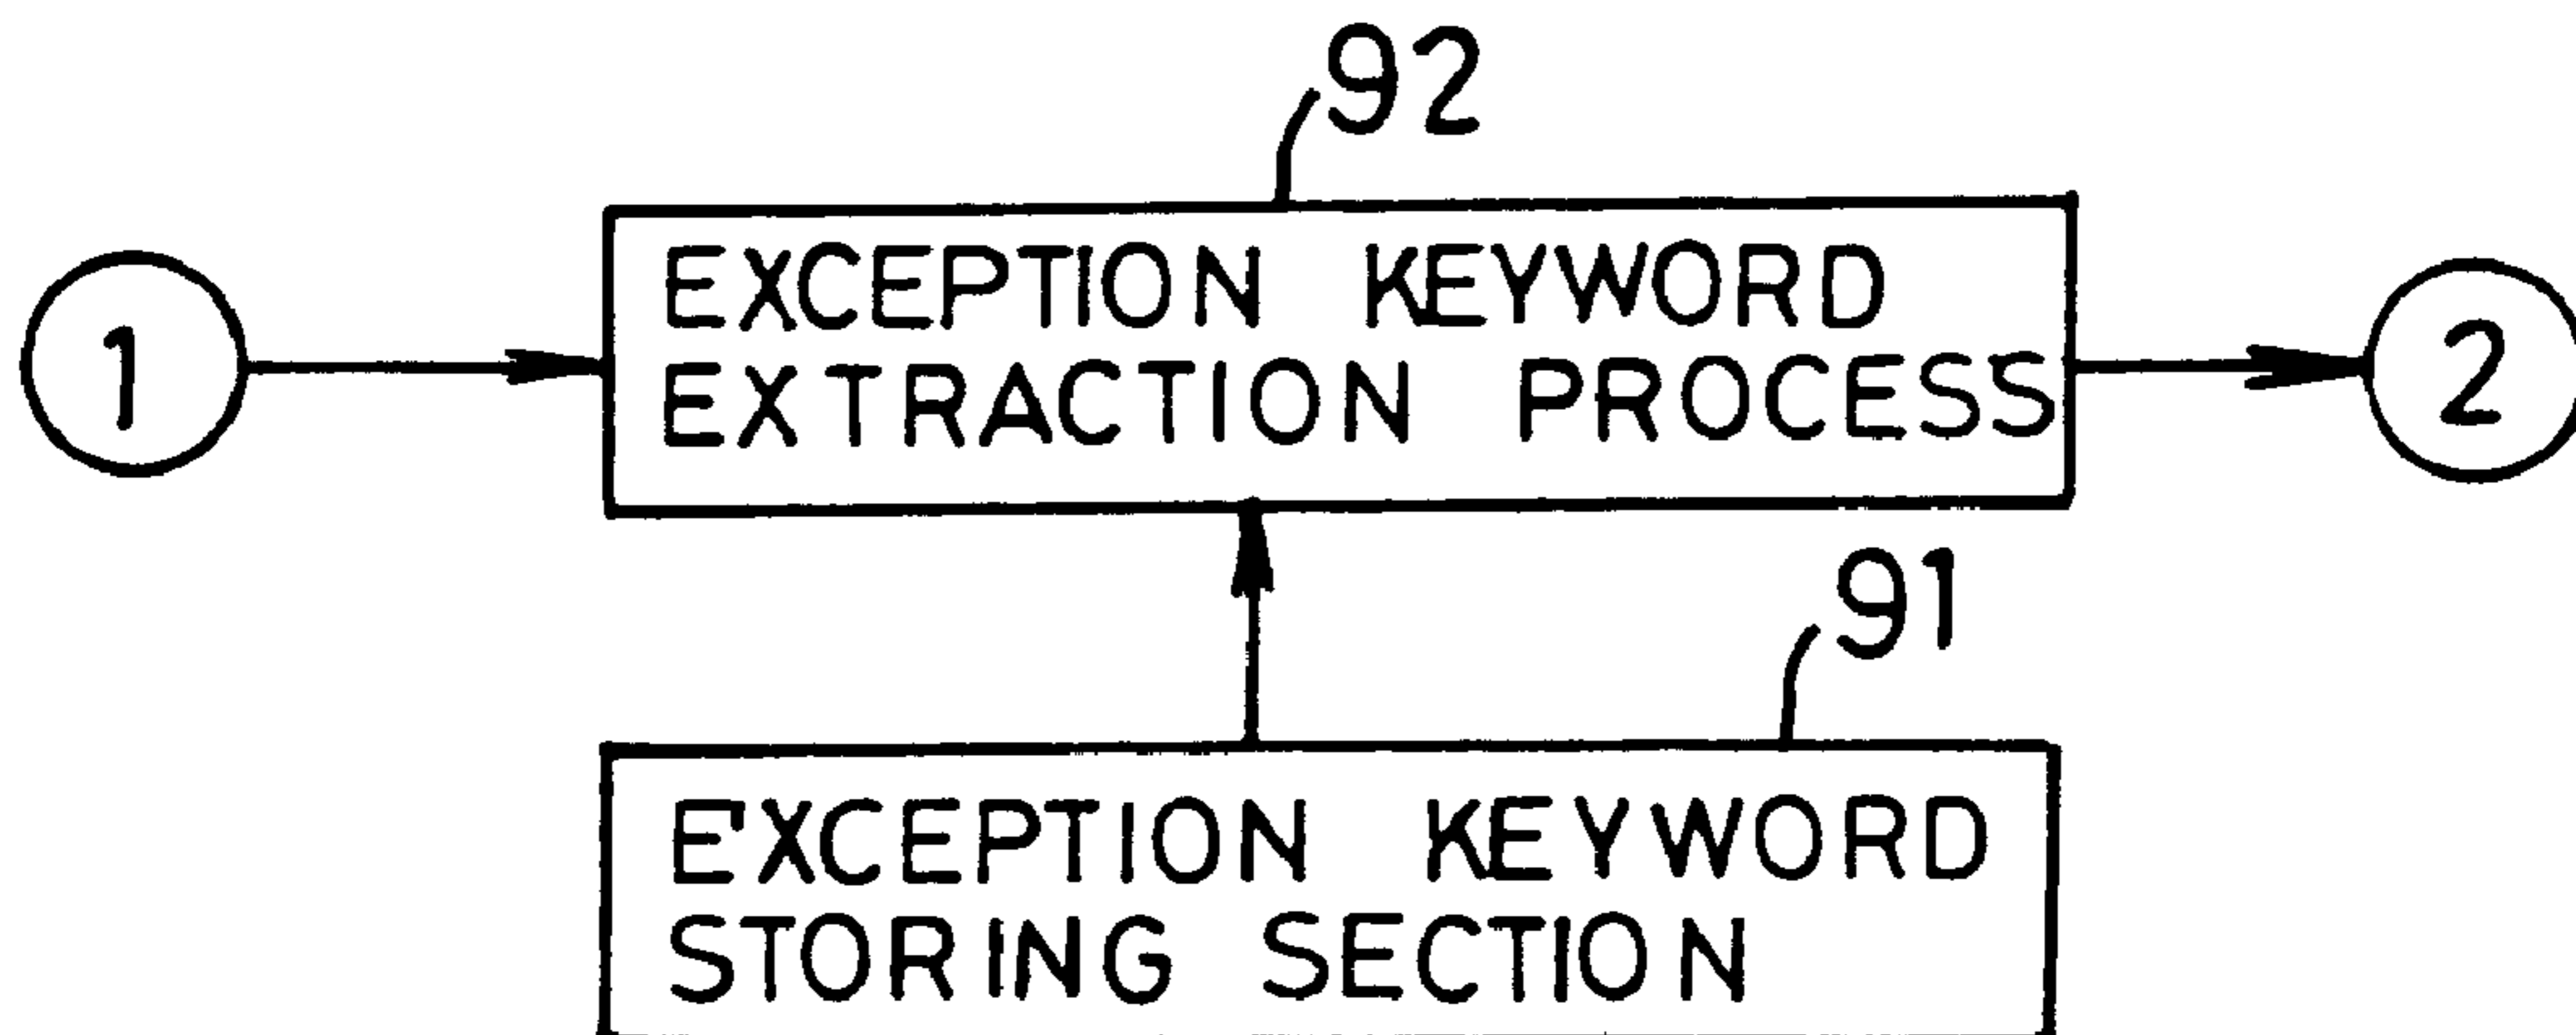 92
1
EXCEPTION KEYWORD
EXTRACTION PROCESS
2
91
EXCEPTION KEYWORD
STORING SECTION